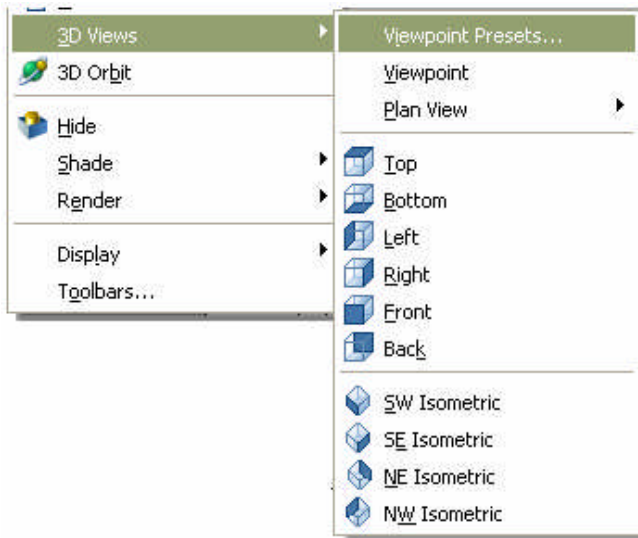 3D Views
3D Orbit
Hide
Shade
Render
Display
Toolbars...
Viewpoint Presets...
Viewpoint
Plan View
Top
Bottom
Left
Right
Front
Back
SW Isometric
SE Isometric
NE Isometric
NW Isometric